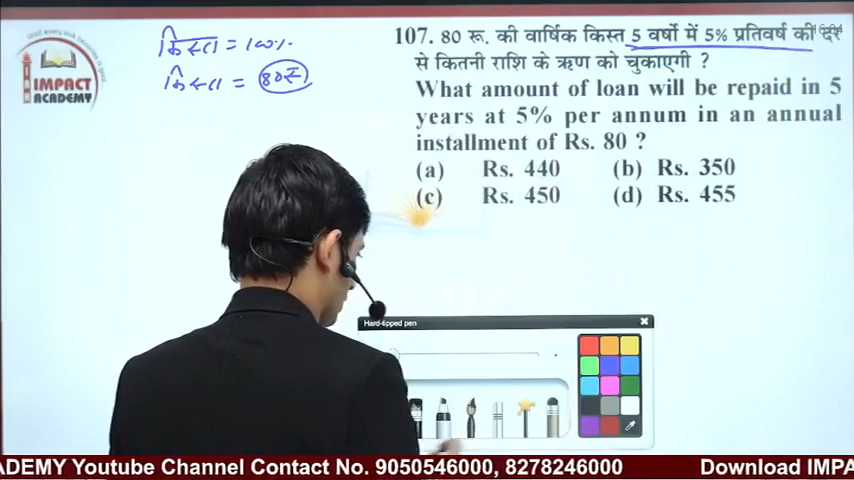 16:04
किस्त = 100%
किस्त = 80रू
IMPACT
ACADEMY
107. 80 रू. की वार्षिक किस्त 5 वर्षो में 5% प्रतिवर्ष की दर
से कितनी राशि के ऋण को चुकाएगी ?
What amount of loan will be repaid in 5
years at 5% per annum in an annual
installment of Rs. 80 ?
(a) Rs. 440 (b) Rs. 350
(c) Rs. 450 (d) Rs. 455
Hard-tipped pen
ADEMY Youtube Channel Contact No. 9050546000, 8278246000 Download IMPA